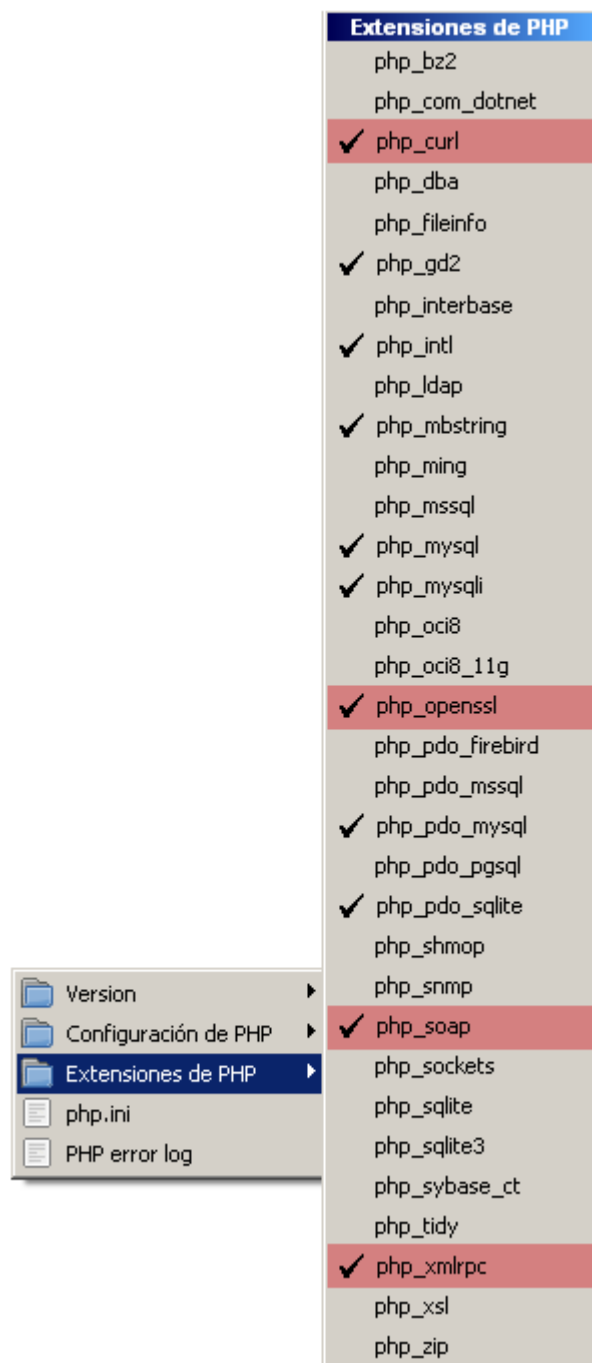 Extensiones de PHP
php_bz2
php_com_dotnet
php_curl
php_dba
php_fileinfo
php_gd2
php_interbase
php_intl
php_ldap
php_mbstring
php_ming
php_mssql
php_mysql
php_mysqli
php_oci8
php_oci8_11g
php_openssl
php_pdo_firebird
php_pdo_mssql
php_pdo_mysql
php_pdo_pgsql
php_pdo_sqlite
php_shmop
php_snmp
php_soap
php_sockets
php_sqlite
php_sqlite3
php_sybase_ct
php_tidy
php_xmlrpc
php_xsl
php_zip
Version
Configuración de PHP
Extensiones de PHP
php.ini
PHP error log